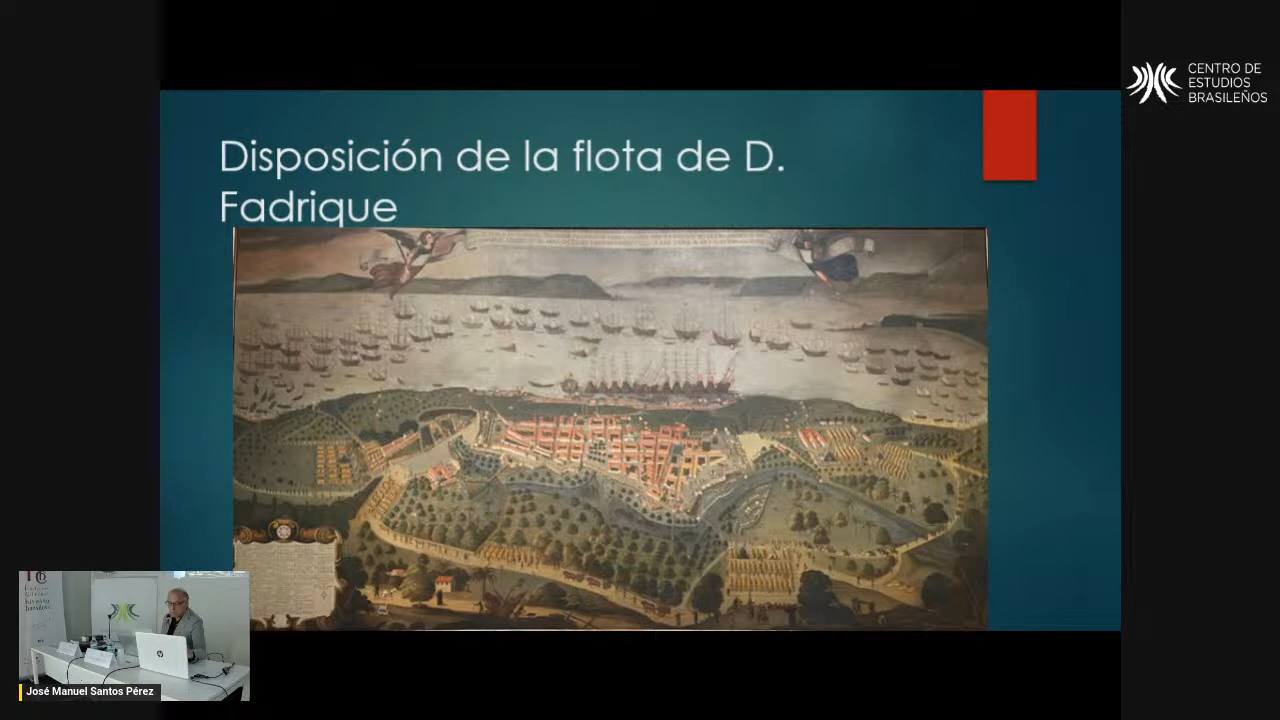 CENTRO DE
ESTUDIOS
BRASILEÑOS
Disposición de la flota de D.
Fadrique
José Manuel Santos Pérez